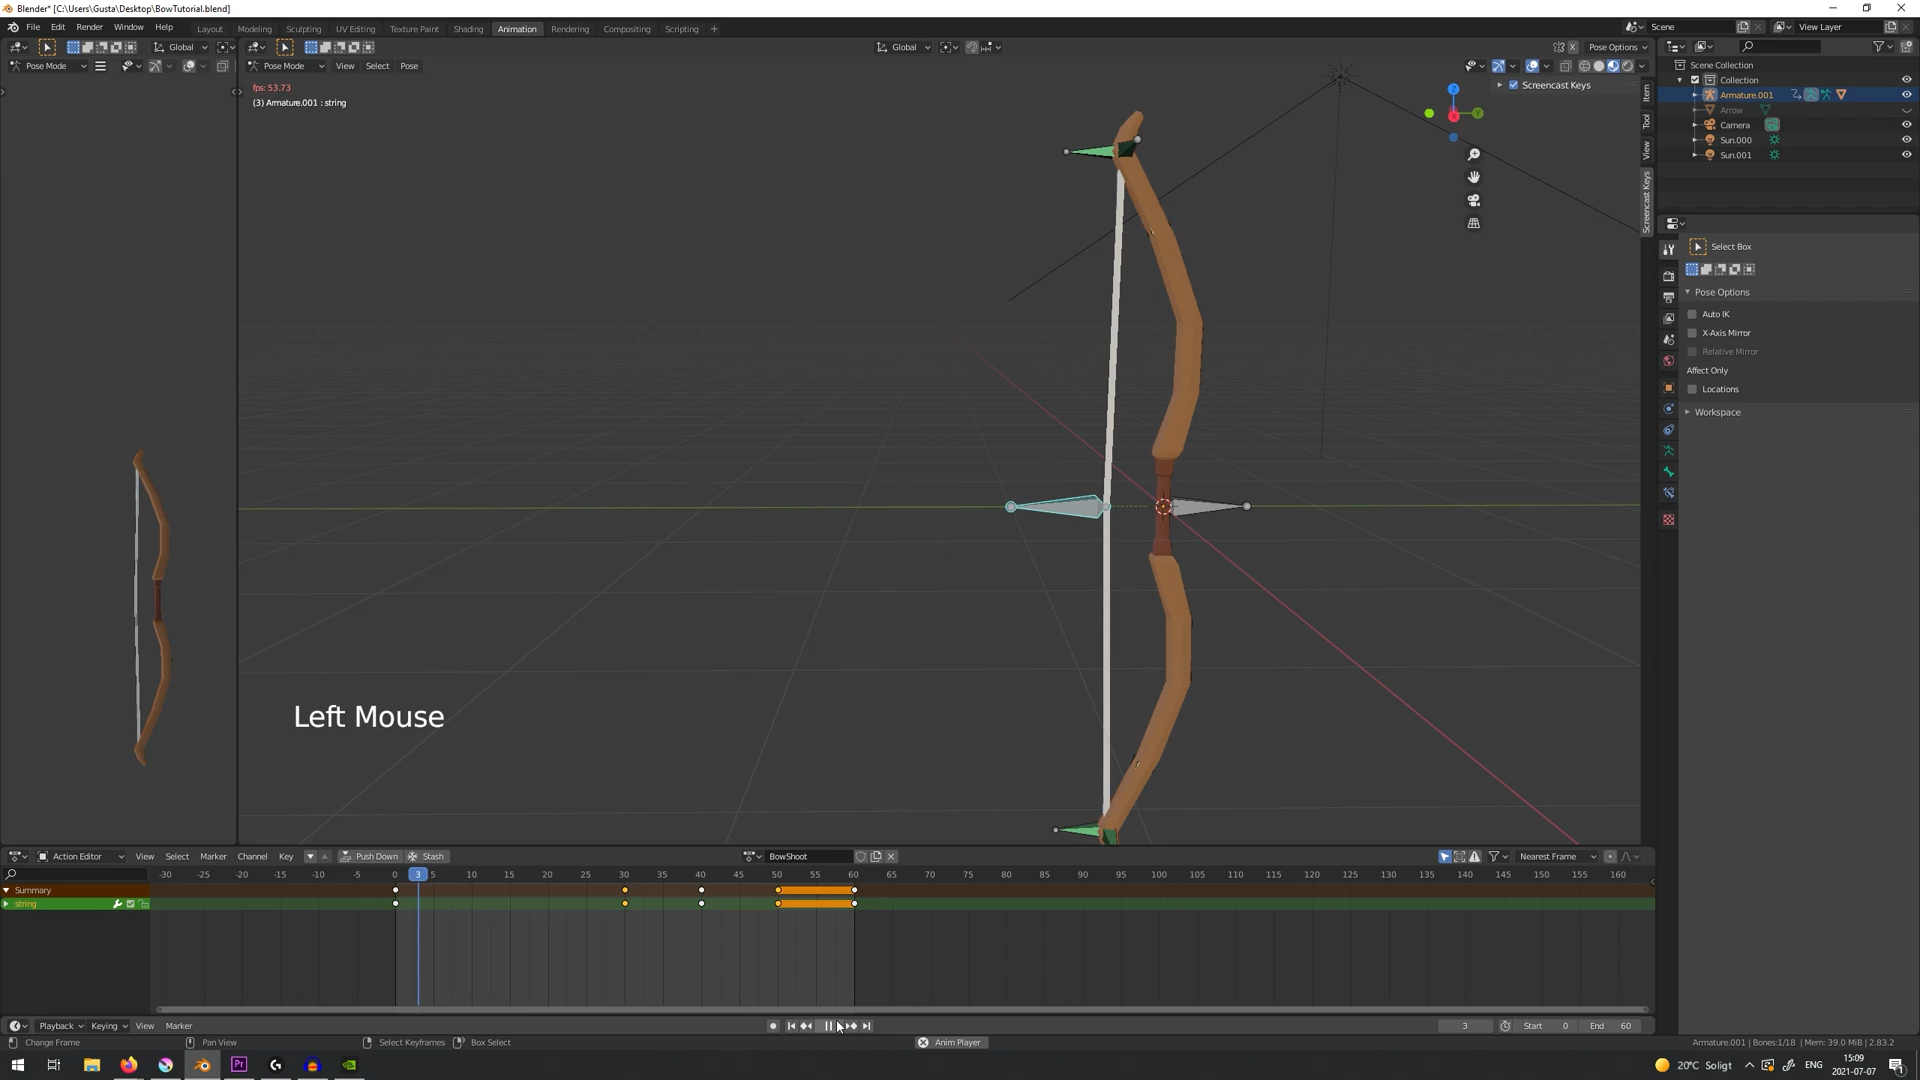 Blender* [C:\Users\Gusta\Desktop\BowTutorial.blend]
File Edit Render Window Help
Layout Modeling Sculpting UV Editing Texture Paint Shading Animation Rendering Compositing Scripting +
Scene View Layer
Global Global Pose Options
Pose Mode Pose Mode View Select Pose
fps: 53.73
(3) Armature.001 : string
Screencast Keys
Item
Tool
View
Screencast Keys
Z
Y
X
Scene Collection
Collection
Armature.001
Arrow
Camera
Sun.000
Sun.001
Select Box
Pose Options
Auto IK
X-Axis Mirror
Relative Mirror
Affect Only
Locations
Workspace
Left Mouse
Action Editor View Select Marker Channel Key Push Down Stash BowShoot Nearest Frame
-30 -25 -20 -15 -10 -5 0 3 5 10 15 20 25 30 35 40 45 50 55 60 65 70 75 80 85 90 95 100 105 110 115 120 125 130 135 140 145 150 155 160
Summary
string
Playback Keying View Marker 3 Start 0 End 60
Change Frame Pan View Select Keyframes Box Select Anim Player Armature.001 | Bones:1/18 | Mem: 39.0 MiB | 2.83.2
Pr 20°C Soligt ENG 15:09
2021-07-07